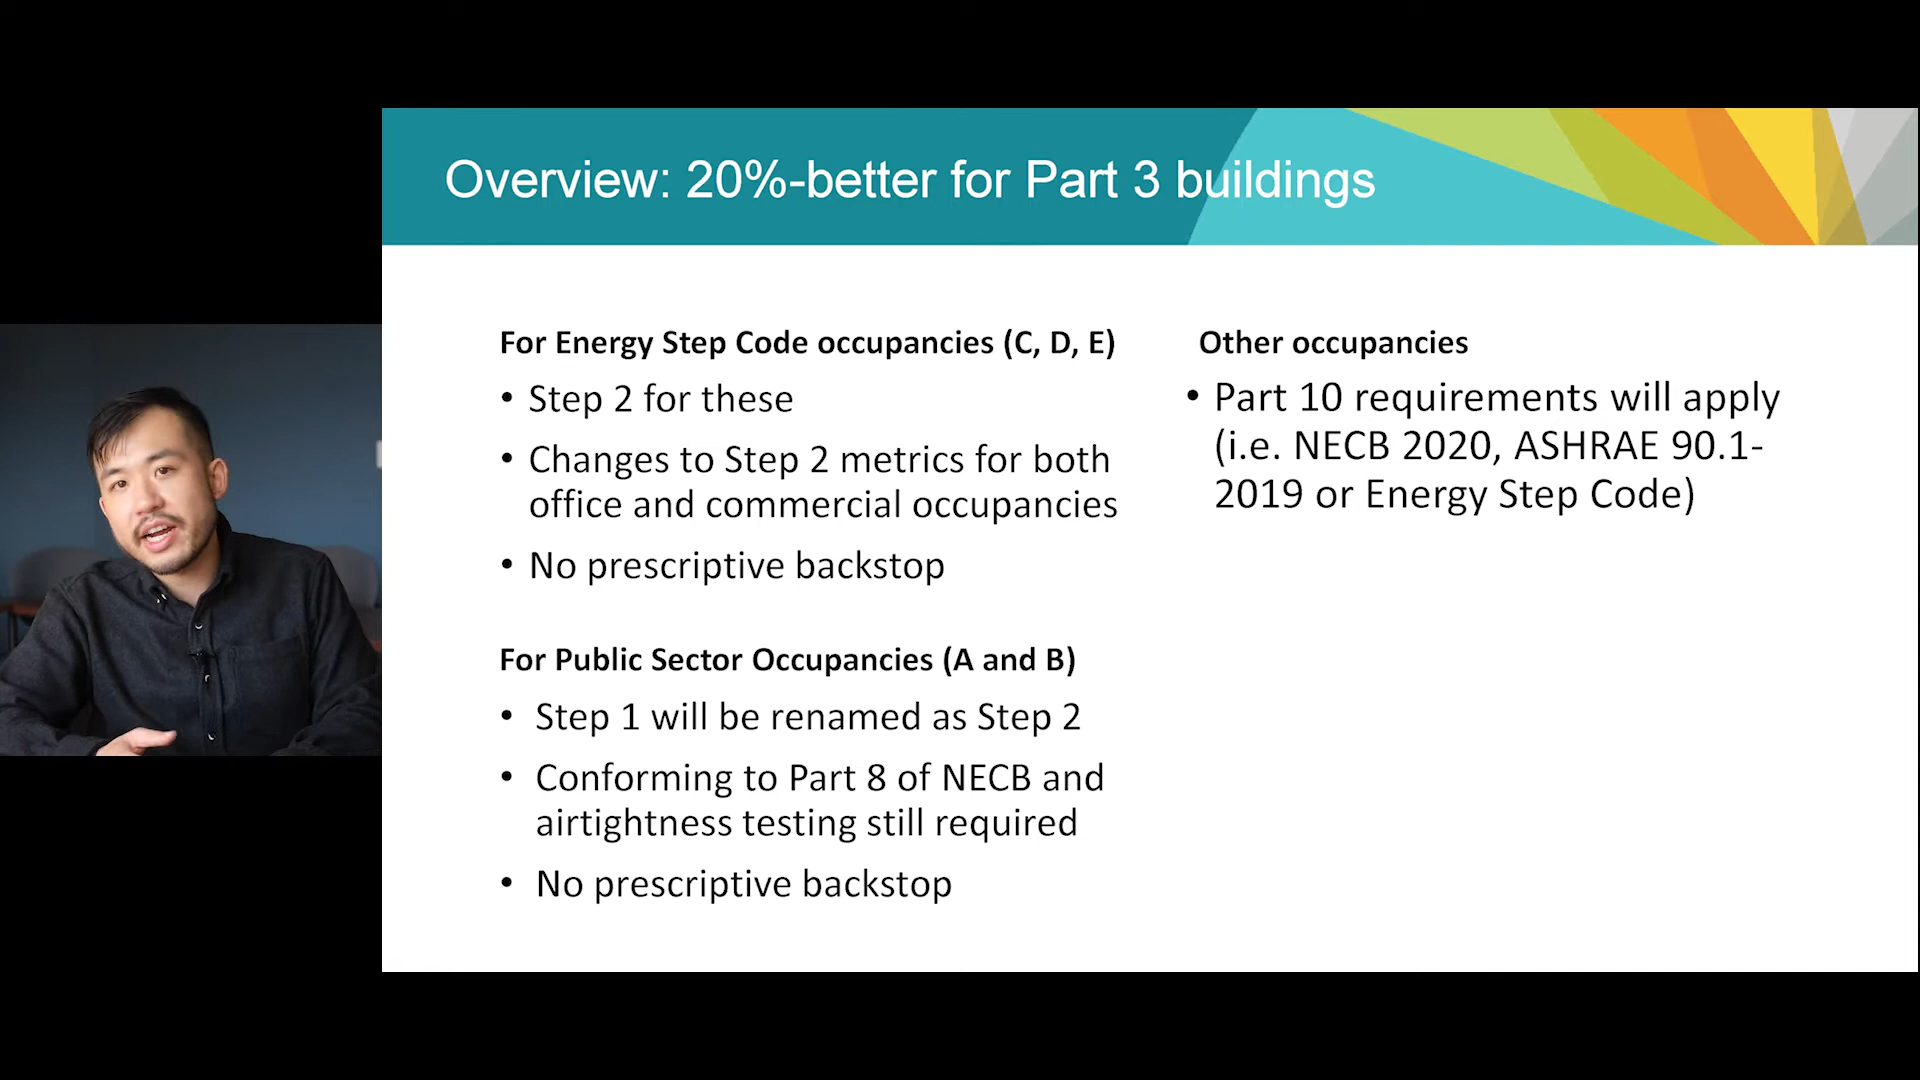 Overview: 20%-better for Part 3 buildings
For Energy Step Code occupancies (C, D, E)
• Step 2 for these
• Changes to Step 2 metrics for both
office and commercial occupancies
• No prescriptive backstop
For Public Sector Occupancies (A and B)
• Step 1 will be renamed as Step 2
• Conforming to Part 8 of NECB and
airtightness testing still required
• No prescriptive backstop
Other occupancies
• Part 10 requirements will apply
(i.e. NECB 2020, ASHRAE 90.1-
2019 or Energy Step Code)